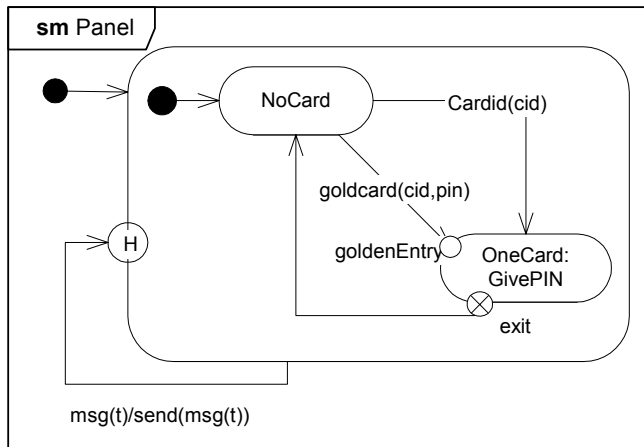 sm Panel
NoCard
Cardid(cid)
goldcard(cid,pin)
H
goldenEntry
OneCard:
GivePIN
exit
msg(t)/send(msg(t))